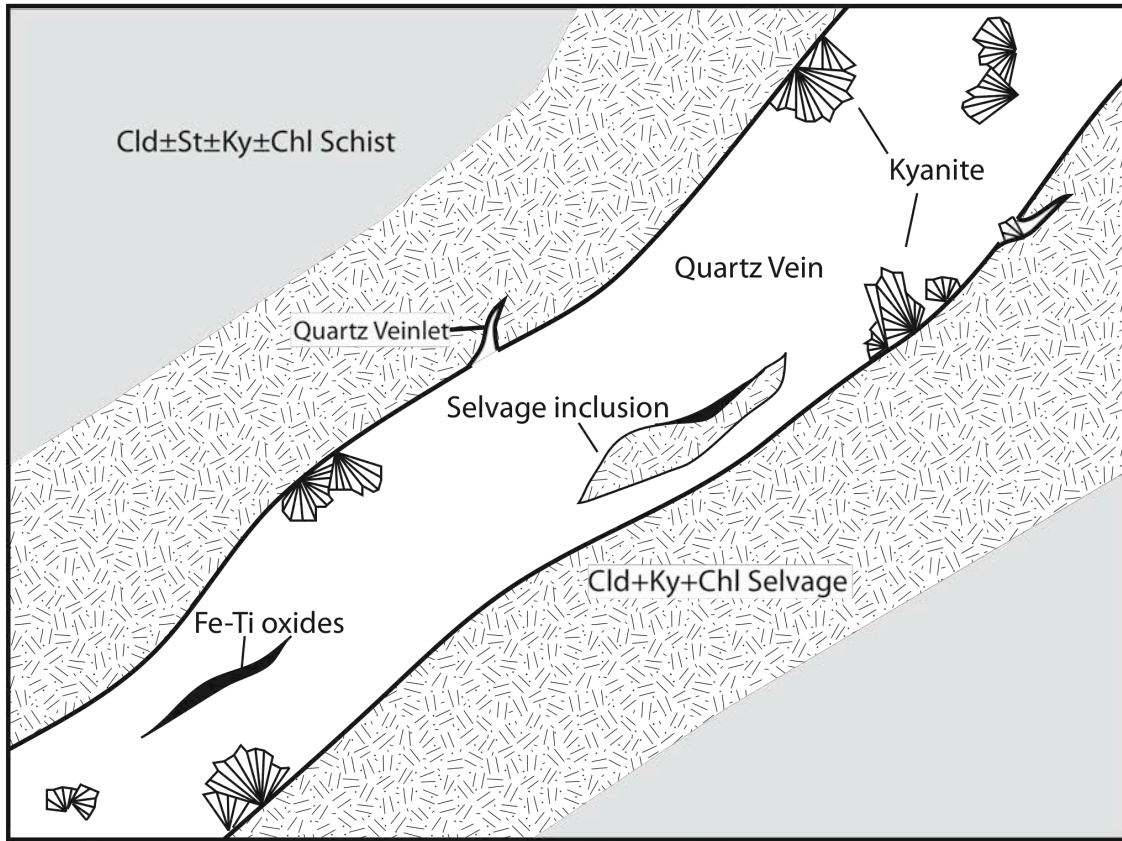 Cld±St±Ky±Chl Schist
Kyanite
Quartz Vein
Quartz Veinlet
Selvage inclusion
Cld+Ky+Chl Selvage
Fe-Ti oxides